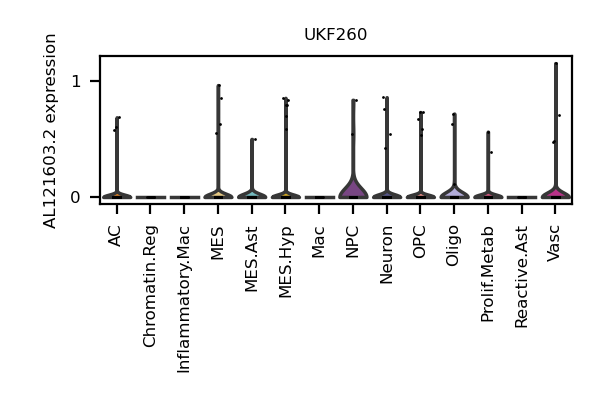 UKF260
AL121603.2 expression
1
0
AC
Chromatin.Reg
Inflammatory.Mac
MES
MES.Ast
MES.Hyp
Mac
NPC
Neuron
OPC
Oligo
Prolif.Metab
Reactive.Ast
Vasc